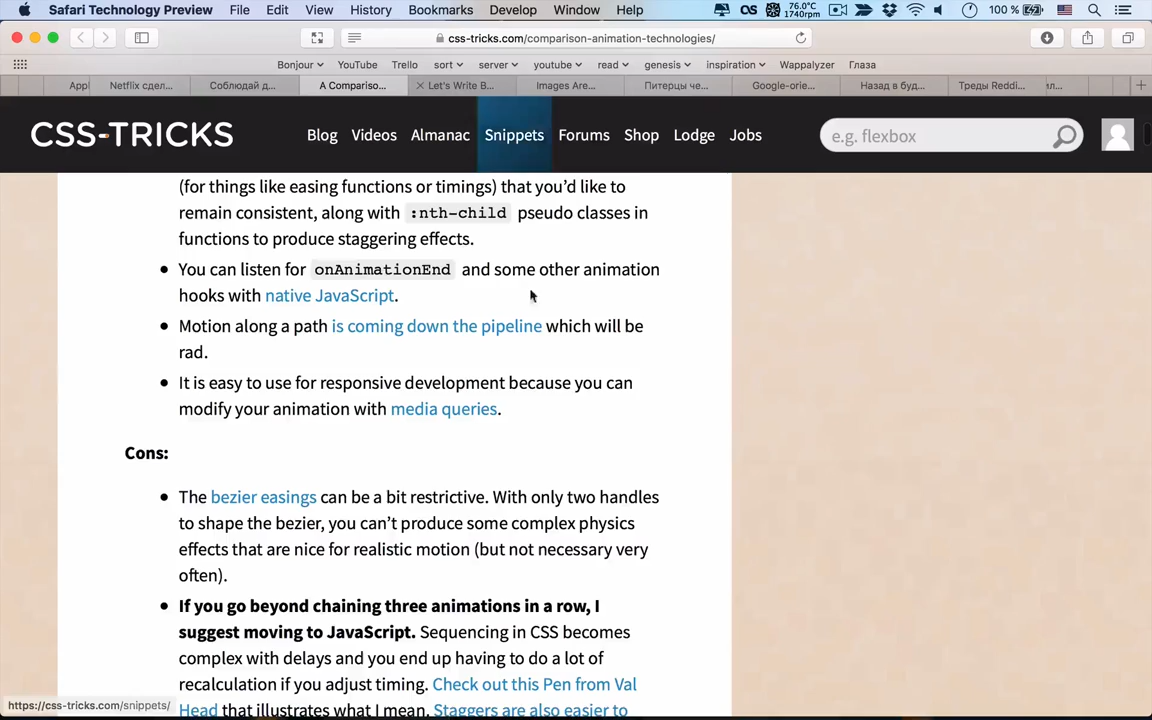 Safari Technology Preview File Edit View History Bookmarks Develop Window Help
76.0°C
1740rpm
100 %
css-tricks.com/comparison-animation-technologies/
Bonjour YouTube Trello sort server youtube read genesis inspiration Wappalyzer Глаза
Appl Netflix сдел... Соблюдай д... A Compariso... Let's Write B... Images Are... Питерцы че... Google-orie... Назад в буд... Треды Reddi... ил...
CSS-TRICKS
Blog Videos Almanac Snippets Forums Shop Lodge Jobs
e.g. flexbox
(for things like easing functions or timings) that you’d like to
remain consistent, along with :nth-child pseudo classes in
functions to produce staggering effects.
You can listen for onAnimationEnd and some other animation
hooks with native JavaScript.
Motion along a path is coming down the pipeline which will be
rad.
It is easy to use for responsive development because you can
modify your animation with media queries.
Cons:
The bezier easings can be a bit restrictive. With only two handles
to shape the bezier, you can’t produce some complex physics
effects that are nice for realistic motion (but not necessary very
often).
If you go beyond chaining three animations in a row, I
suggest moving to JavaScript. Sequencing in CSS becomes
complex with delays and you end up having to do a lot of
recalculation if you adjust timing. Check out this Pen from Val
Head that illustrates what I mean. Staggers are also easier to
https://css-tricks.com/snippets/